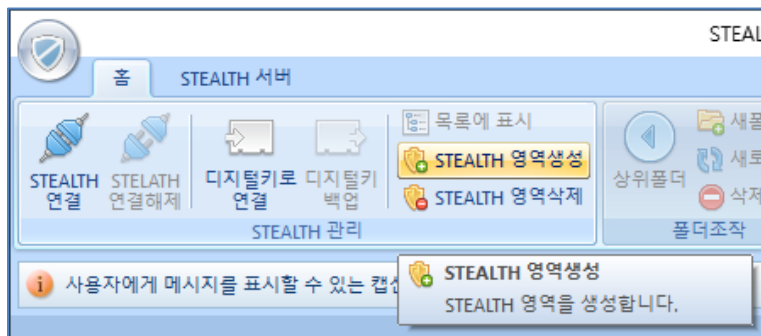 STEAL
홈 STEALTH 서버
목록에 표시
STEALTH 영역생성
STEALTH 영역삭제
STEALTH 연결
STELATH 연결해제
디지털키로 연결
디지털키 백업
상위폴더
새폴
새로
삭제
STEALTH 관리
폴더조작
사용자에게 메시지를 표시할 수 있는
STEALTH 영역생성
STEALTH 영역을 생성합니다.